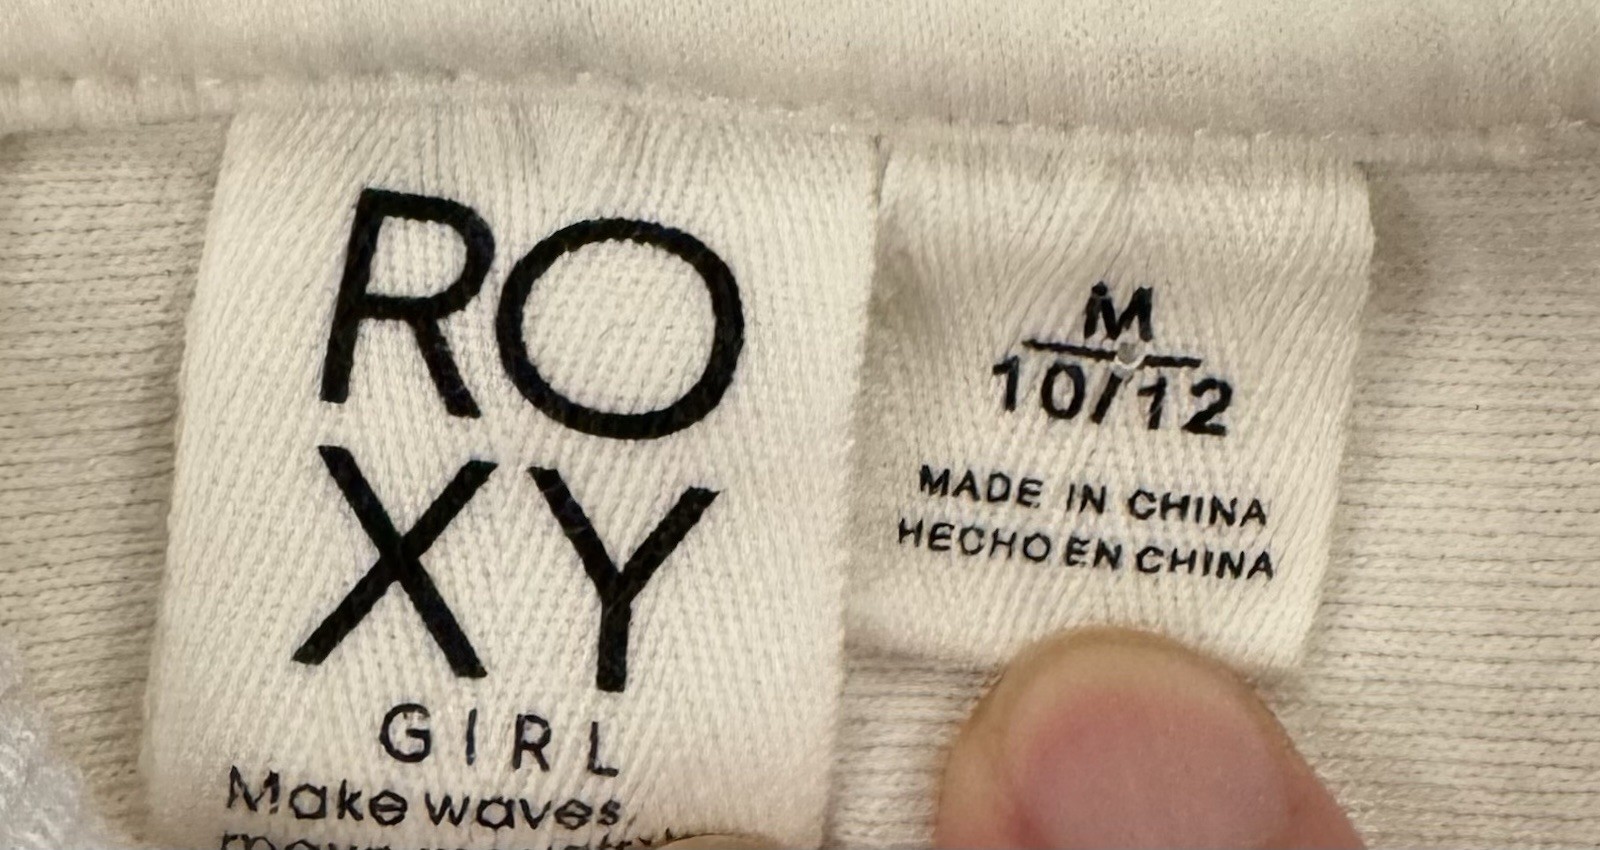 RO
XY
GIRL
Make waves,
M
10/12
MADE IN CHINA
HECHO EN CHINA